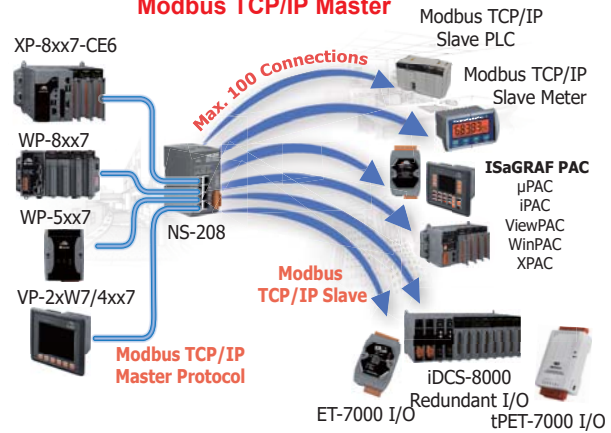 Modbus TCP/IP Master
XP-8xx7-CE6
WP-8xx7
WP-5xx7
VP-2xW7/4xx7
Modbus TCP/IP
Master Protocol
NS-208
Max. 100 Connections
Modbus
TCP/IP Slave
Modbus TCP/IP
Slave PLC
Modbus TCP/IP
Slave Meter
ISaGRAF PAC
µPAC
iPAC
ViewPAC
WinPAC
XPAC
iDCS-8000
Redundant I/O
ET-7000 I/O
tPET-7000 I/O